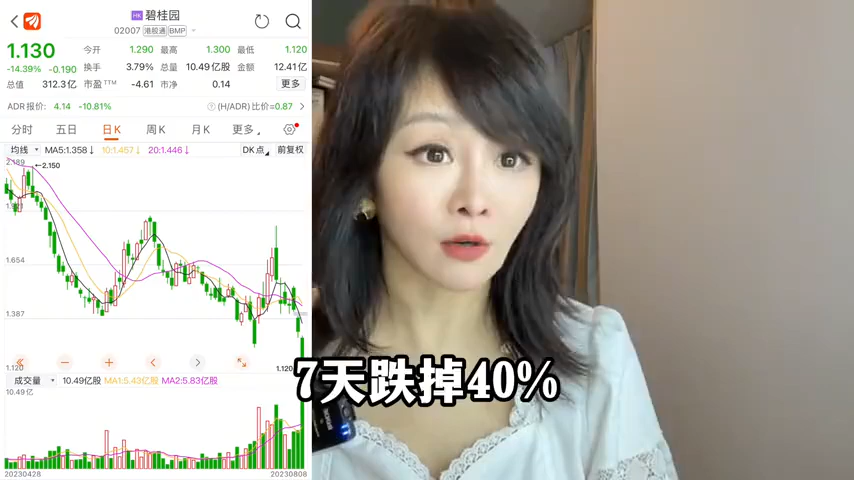 HK 碧桂园
02007 港股通 BMP
1.130 今开 1.290 最高 1.300 最低 1.120
-14.39% -0.190 换手 3.79% 总量 10.49亿股 金额 12.41亿
总值 312.3亿 市盈TTM -4.61 市净 0.14 更多
ADR报价: 4.14 -10.81% (H/ADR)比价=0.87
分时 五日 日K 周K 月K 更多
均线 MA5:1.358↓ 10:1.457↓ 20:1.446↓ DK点 前复权
2.189
2.150
1.654
1.387
1.120 1.120
成交量 10.49亿股 MA1:5.43亿股 MA2:5.83亿股
10.49亿
20230428 20230808
7天跌掉40%